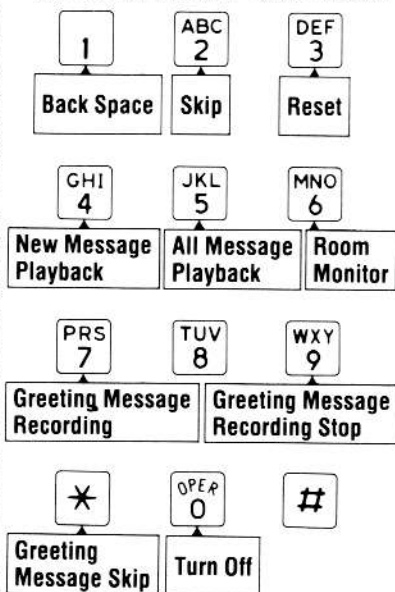 1
ABC
2
DEF
3
Back Space
Skip
Reset
GHI
4
JKL
5
MNO
6
New Message
Playback
All Message
Playback
Room
Monitor
PRS
7
TUV
8
WXY
9
Greeting Message
Recording
Greeting Message
Recording Stop
*
OPER
0
#
Greeting
Message Skip
Turn Off